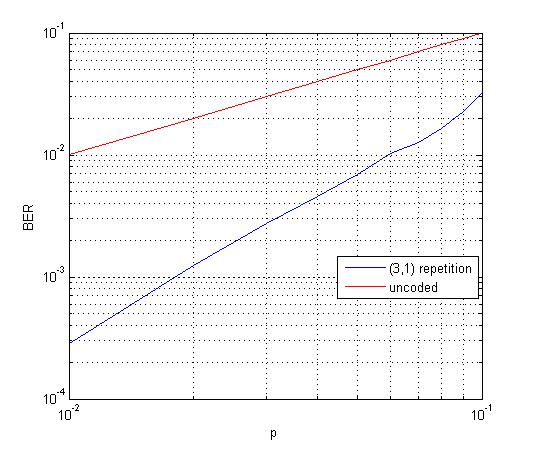 10^-1
10^-2
10^-3
10^-4
BER
(3,1) repetition
uncoded
10^-2 10^-1
p